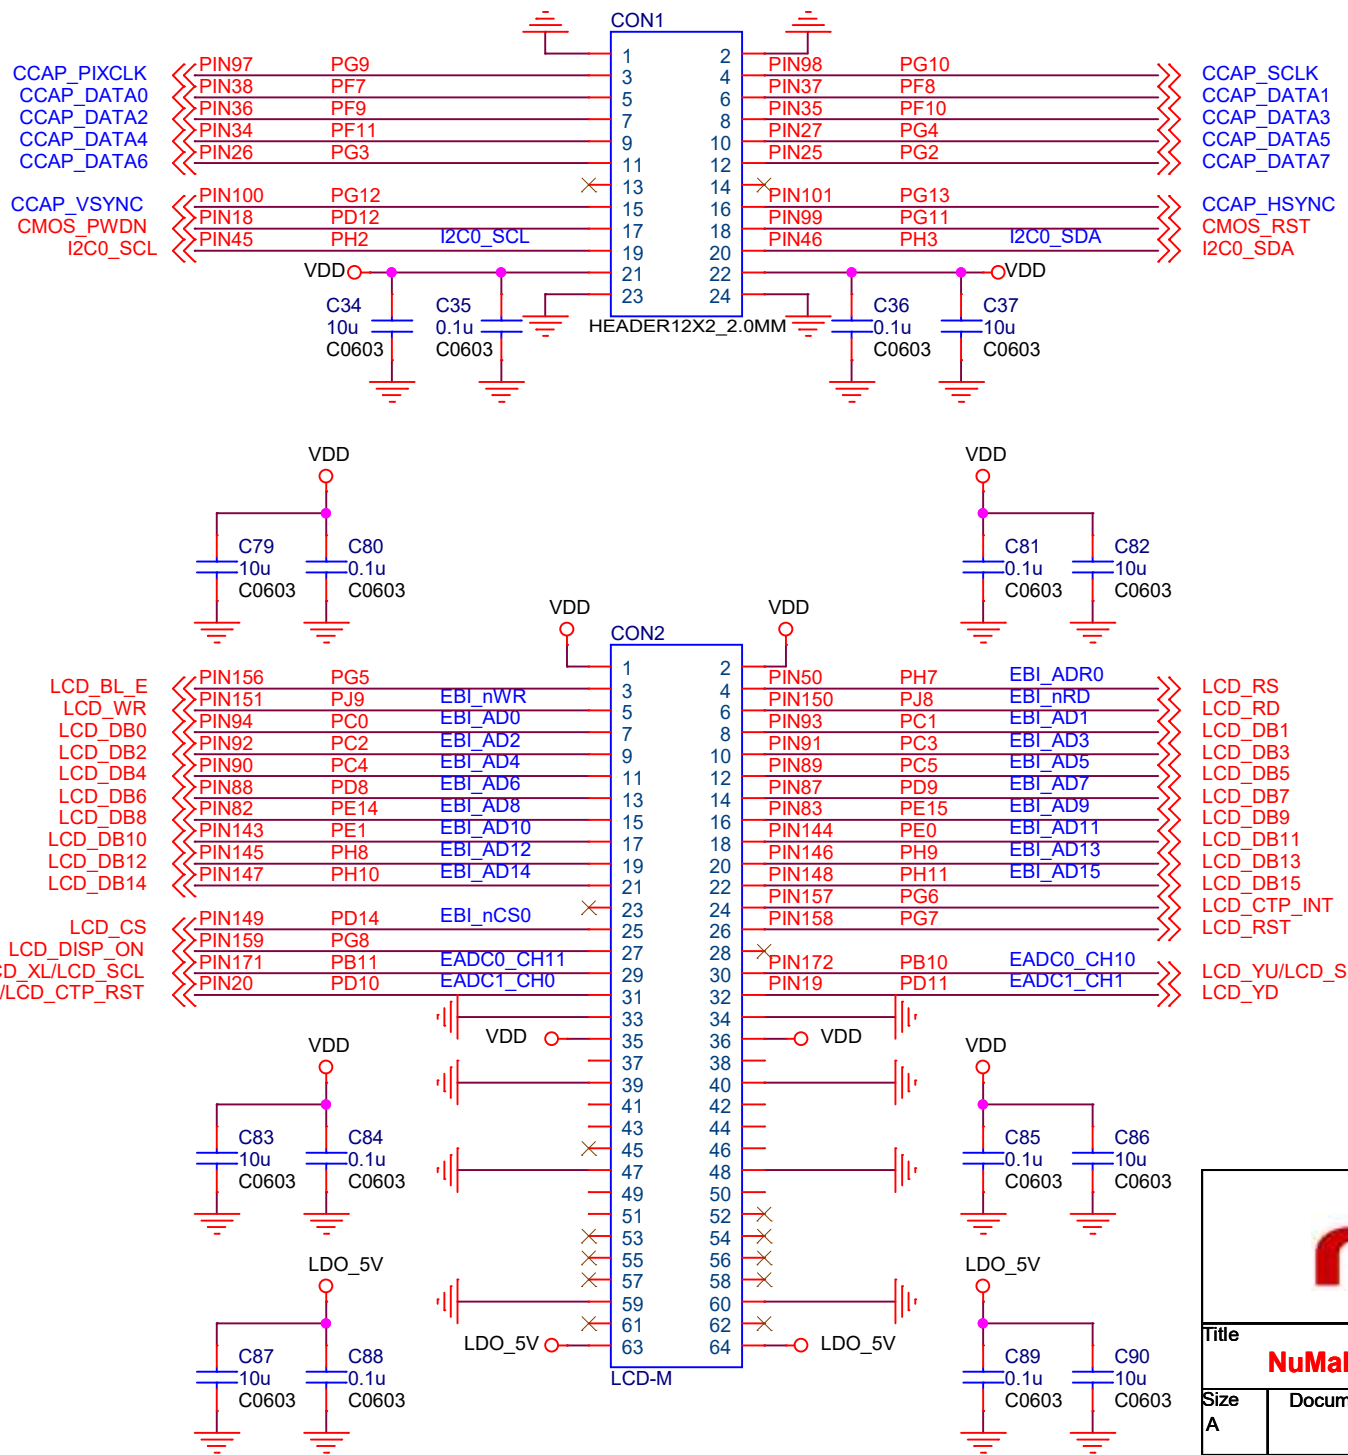 CON1
1 2
CCAP_PIXCLK PIN97 PG9 3 4 PIN98 PG10 CCAP_SCLK
CCAP_DATA0 PIN38 PF7 5 6 PIN37 PF8 CCAP_DATA1
CCAP_DATA2 PIN36 PF9 7 8 PIN35 PF10 CCAP_DATA3
CCAP_DATA4 PIN34 PF11 9 10 PIN27 PG4 CCAP_DATA5
CCAP_DATA6 PIN26 PG3 11 12 PIN25 PG2 CCAP_DATA7
13 14
CCAP_VSYNC PIN100 PG12 15 16 PIN101 PG13 CCAP_HSYNC
CMOS_PWDN PIN18 PD12 17 18 PIN99 PG11 CMOS_RST
I2C0_SCL PIN45 PH2 I2C0_SCL 19 20 PIN46 PH3 I2C0_SDA I2C0_SDA
VDD 21 22 VDD
23 24
C34 C35 C36 C37
10u 0.1u 0.1u 10u
C0603 C0603 C0603 C0603
HEADER12X2_2.0MM
VDD VDD
C79 C80 C81 C82
10u 0.1u 0.1u 10u
C0603 C0603 C0603 C0603
VDD VDD
CON2
1 2
LCD_BL_E PIN156 PG5 3 4 PIN50 PH7 EBI_ADR0 LCD_RS
LCD_WR PIN151 PJ9 EBI_nWR 5 6 PIN150 PJ8 EBI_nRD LCD_RD
LCD_DB0 PIN94 PC0 EBI_AD0 7 8 PIN93 PC1 EBI_AD1 LCD_DB1
LCD_DB2 PIN92 PC2 EBI_AD2 9 10 PIN91 PC3 EBI_AD3 LCD_DB3
LCD_DB4 PIN90 PC4 EBI_AD4 11 12 PIN89 PC5 EBI_AD5 LCD_DB5
LCD_DB6 PIN88 PD8 EBI_AD6 13 14 PIN87 PD9 EBI_AD7 LCD_DB7
LCD_DB8 PIN82 PE14 EBI_AD8 15 16 PIN83 PE15 EBI_AD9 LCD_DB9
LCD_DB10 PIN143 PE1 EBI_AD10 17 18 PIN144 PE0 EBI_AD11 LCD_DB11
LCD_DB12 PIN145 PH8 EBI_AD12 19 20 PIN146 PH9 EBI_AD13 LCD_DB13
LCD_DB14 PIN147 PH10 EBI_AD14 21 22 PIN148 PH11 EBI_AD15 LCD_DB15
23 24 PIN157 PG6 LCD_CTP_INT
LCD_CS PIN149 PD14 EBI_nCS0 25 26 PIN158 PG7 LCD_RST
LCD_DISP_ON PIN159 PG8 27 28
D_XL/LCD_SCL PIN171 PB11 EADC0_CH11 29 30 PIN172 PB10 EADC0_CH10 LCD_YU/LCD_S
/LCD_CTP_RST PIN20 PD10 EADC1_CH0 31 32 PIN19 PD11 EADC1_CH1 LCD_YD
33 34
VDD 35 36 VDD
37 38
39 40
41 42
43 44
45 46
47 48
49 50
51 52
53 54
55 56
57 58
59 60
61 62
LDO_5V 63 64 LDO_5V
LCD-M
VDD VDD
C83 C84 C85 C86
10u 0.1u 0.1u 10u
C0603 C0603 C0603 C0603
LDO_5V LDO_5V
C87 C88 C89 C90
10u 0.1u 0.1u 10u
C0603 C0603 C0603 C0603
Title
NuMa
Size Docum
A